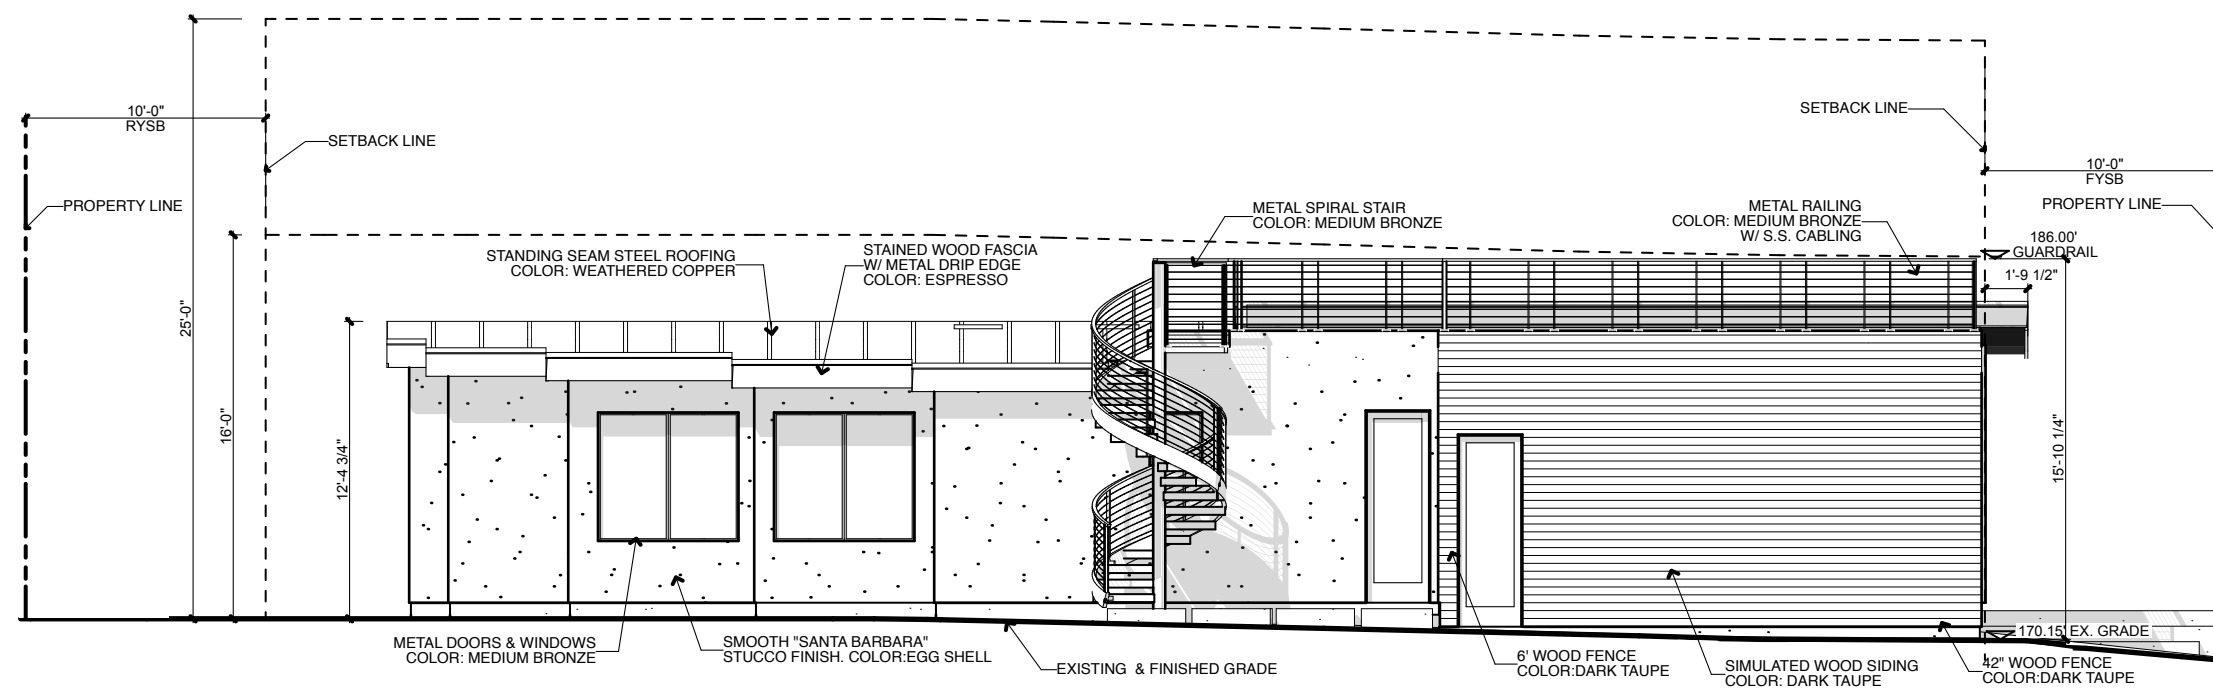 10'-0"
RYSB
SETBACK LINE
PROPERTY LINE
25'-0"
16'-0"
12'-4 3/4"
STANDING SEAM STEEL ROOFING
COLOR: WEATHERED COPPER
STAINED WOOD FASCIA
W/ METAL DRIP EDGE
COLOR: ESPRESSO
METAL SPIRAL STAIR
COLOR: MEDIUM BRONZE
METAL RAILING
COLOR: MEDIUM BRONZE
W/ S.S. CABLING
SETBACK LINE
10'-0"
FYSB
PROPERTY LINE
186.00'
GUARDRAIL
1'-9 1/2"
15'-10 1/4"
METAL DOORS & WINDOWS
COLOR: MEDIUM BRONZE
SMOOTH "SANTA BARBARA"
STUCCO FINISH. COLOR:EGG SHELL
EXISTING & FINISHED GRADE
6' WOOD FENCE
COLOR:DARK TAUPE
SIMULATED WOOD SIDING
COLOR: DARK TAUPE
170.15' EX. GRADE
42" WOOD FENCE
COLOR:DARK TAUPE